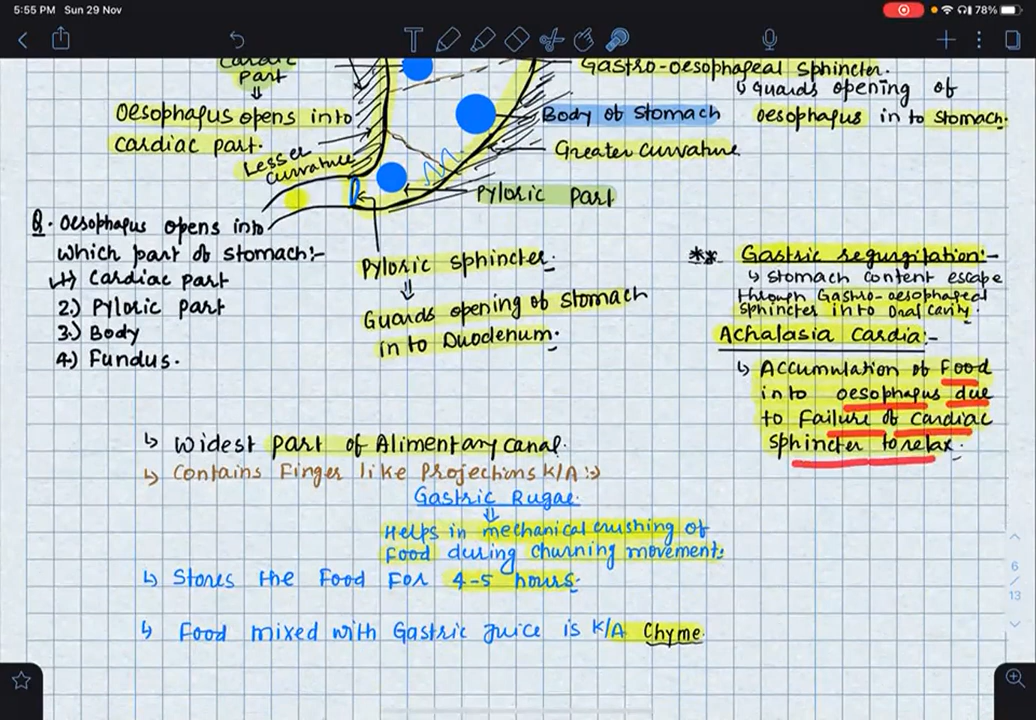 5:55 PM Sun 29 Nov
78%
Cardiac
part
Oesophagus opens into
cardiac part.
Lesser
curvature
Gastro-oesophageal Sphincter.
Guards opening of
oesophagus in to Stomach.
Body of Stomach
Greater curvature
Pyloric Part
Q. Oesophagus opens into
which part of stomach:-
1) Cardiac part
2.) Pyloric part
3.) Body
4.) Fundus.
Pyloric Sphincter.
Guards opening of Stomach
in to Duodenum.
** Gastric regurgitation:-
Stomach content escape
through Gastro-oesophageal
Sphincter into Oral cavity.
Achalasia Cardia:-
Accumulation of Food
into oesophagus due
to Failure of Cardiac
Sphincter to relax.
Widest part of Alimentary canal.
Contains Finger like Projections K/A :-
Gastric Rugae.
Helps in mechanical crushing of
Food during churning movement.
Stores the Food For 4-5 hours.
Food mixed with Gastric Juice is K/A Chyme.
6
/
13